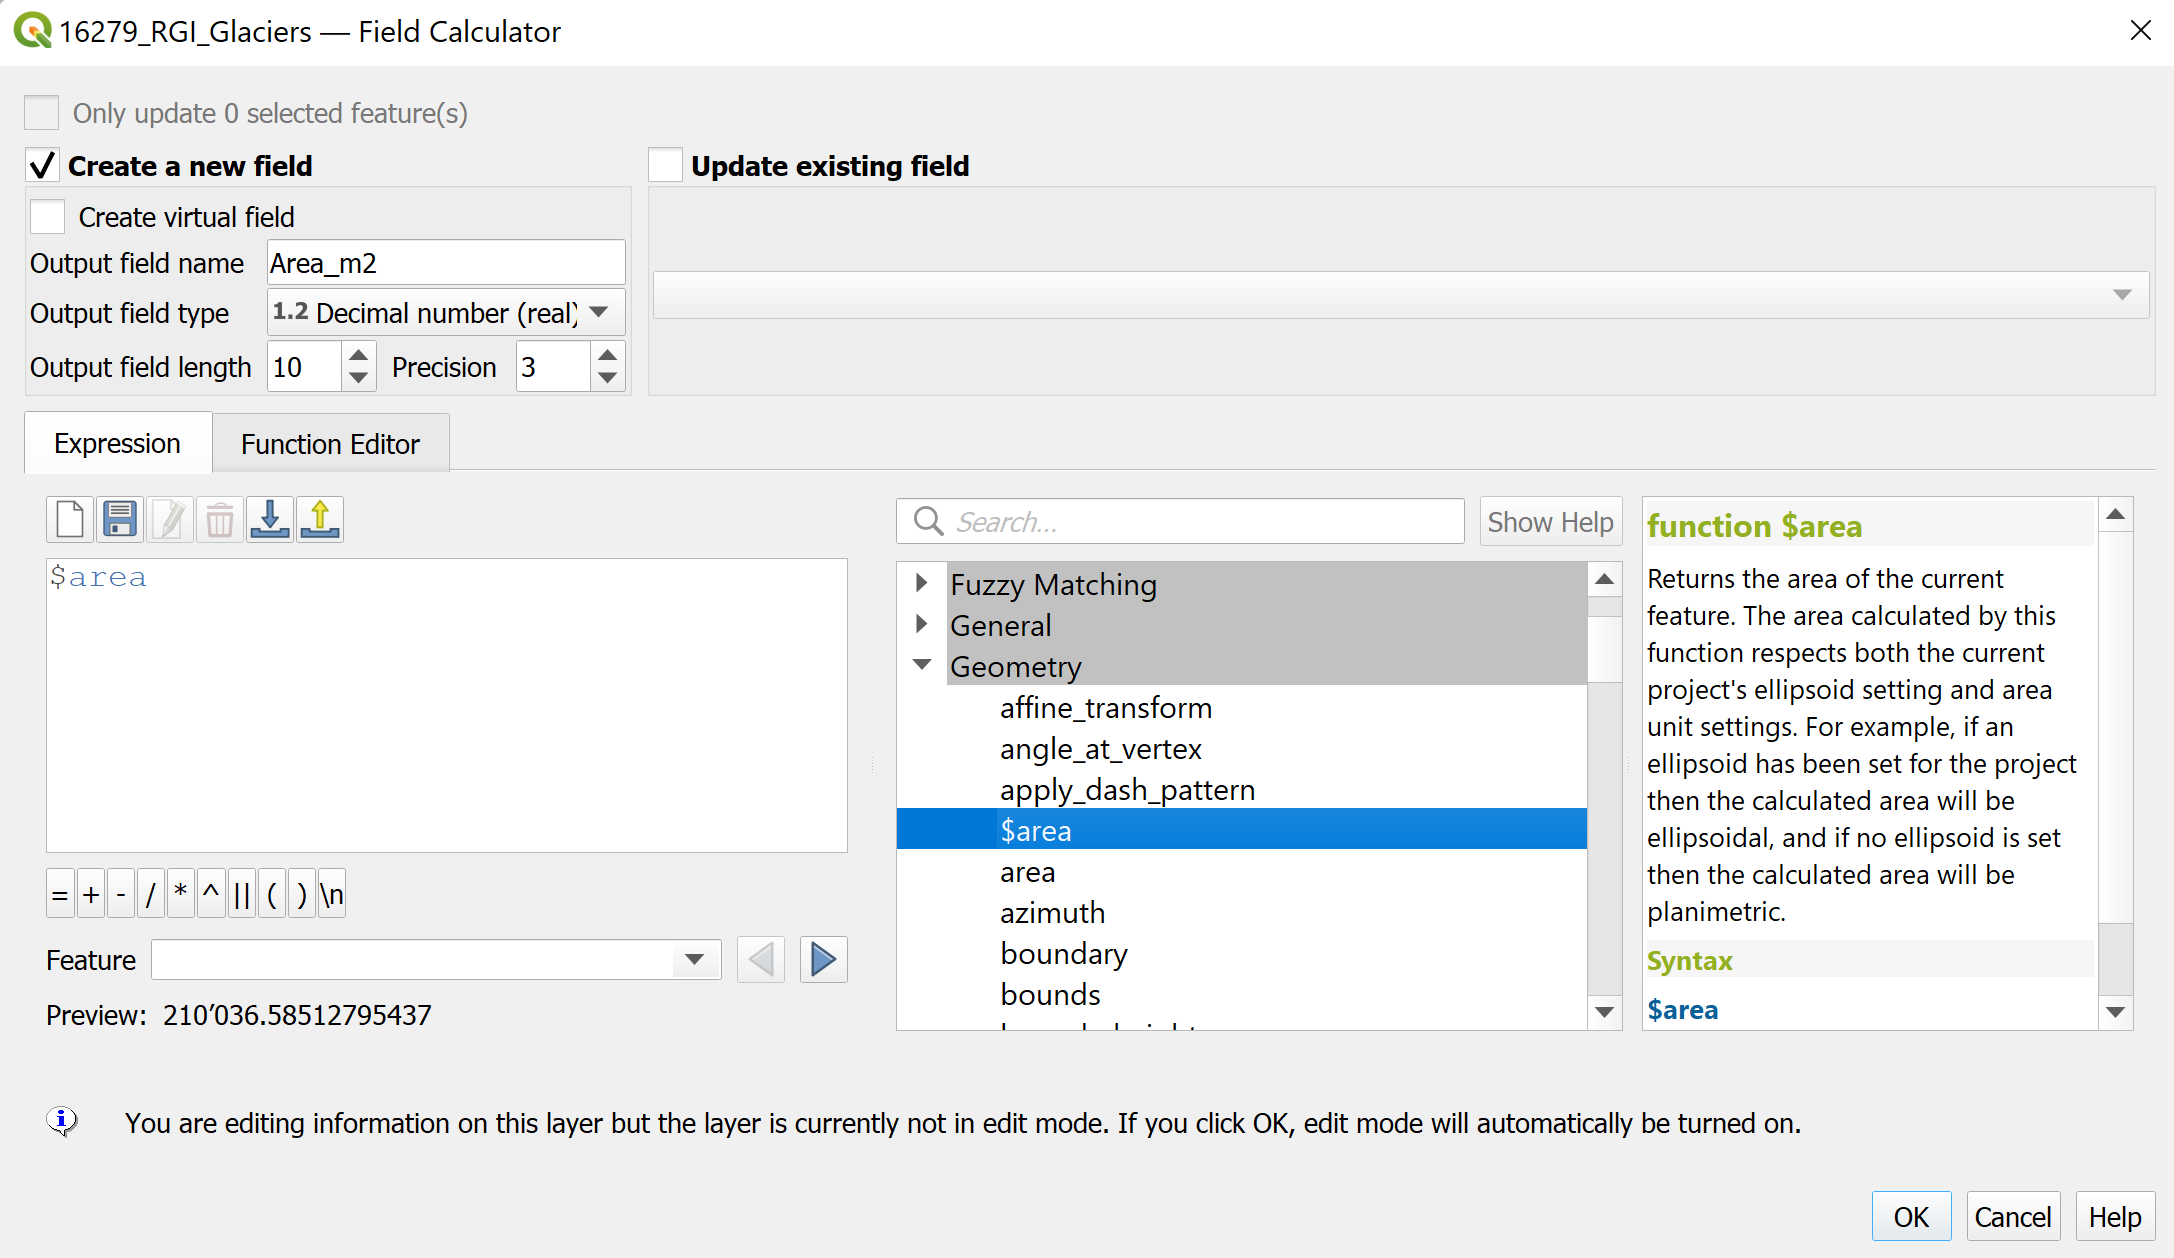 16279_RGI_Glaciers — Field Calculator
Only update 0 selected feature(s)
Create a new field
Update existing field
Create virtual field
Output field name Area_m2
Output field type 1.2 Decimal number (real)
Output field length 10 Precision 3
Expression Function Editor
Search... Show Help
$area
= + - / * ^ || ( ) \n
Feature
Preview: 210’036.58512795437
Fuzzy Matching
General
Geometry
affine_transform
angle_at_vertex
apply_dash_pattern
$area
area
azimuth
boundary
bounds
function $area
Returns the area of the current
feature. The area calculated by this
function respects both the current
project's ellipsoid setting and area
unit settings. For example, if an
ellipsoid has been set for the project
then the calculated area will be
ellipsoidal, and if no ellipsoid is set
then the calculated area will be
planimetric.
Syntax
$area
You are editing information on this layer but the layer is currently not in edit mode. If you click OK, edit mode will automatically be turned on.
OK Cancel Help